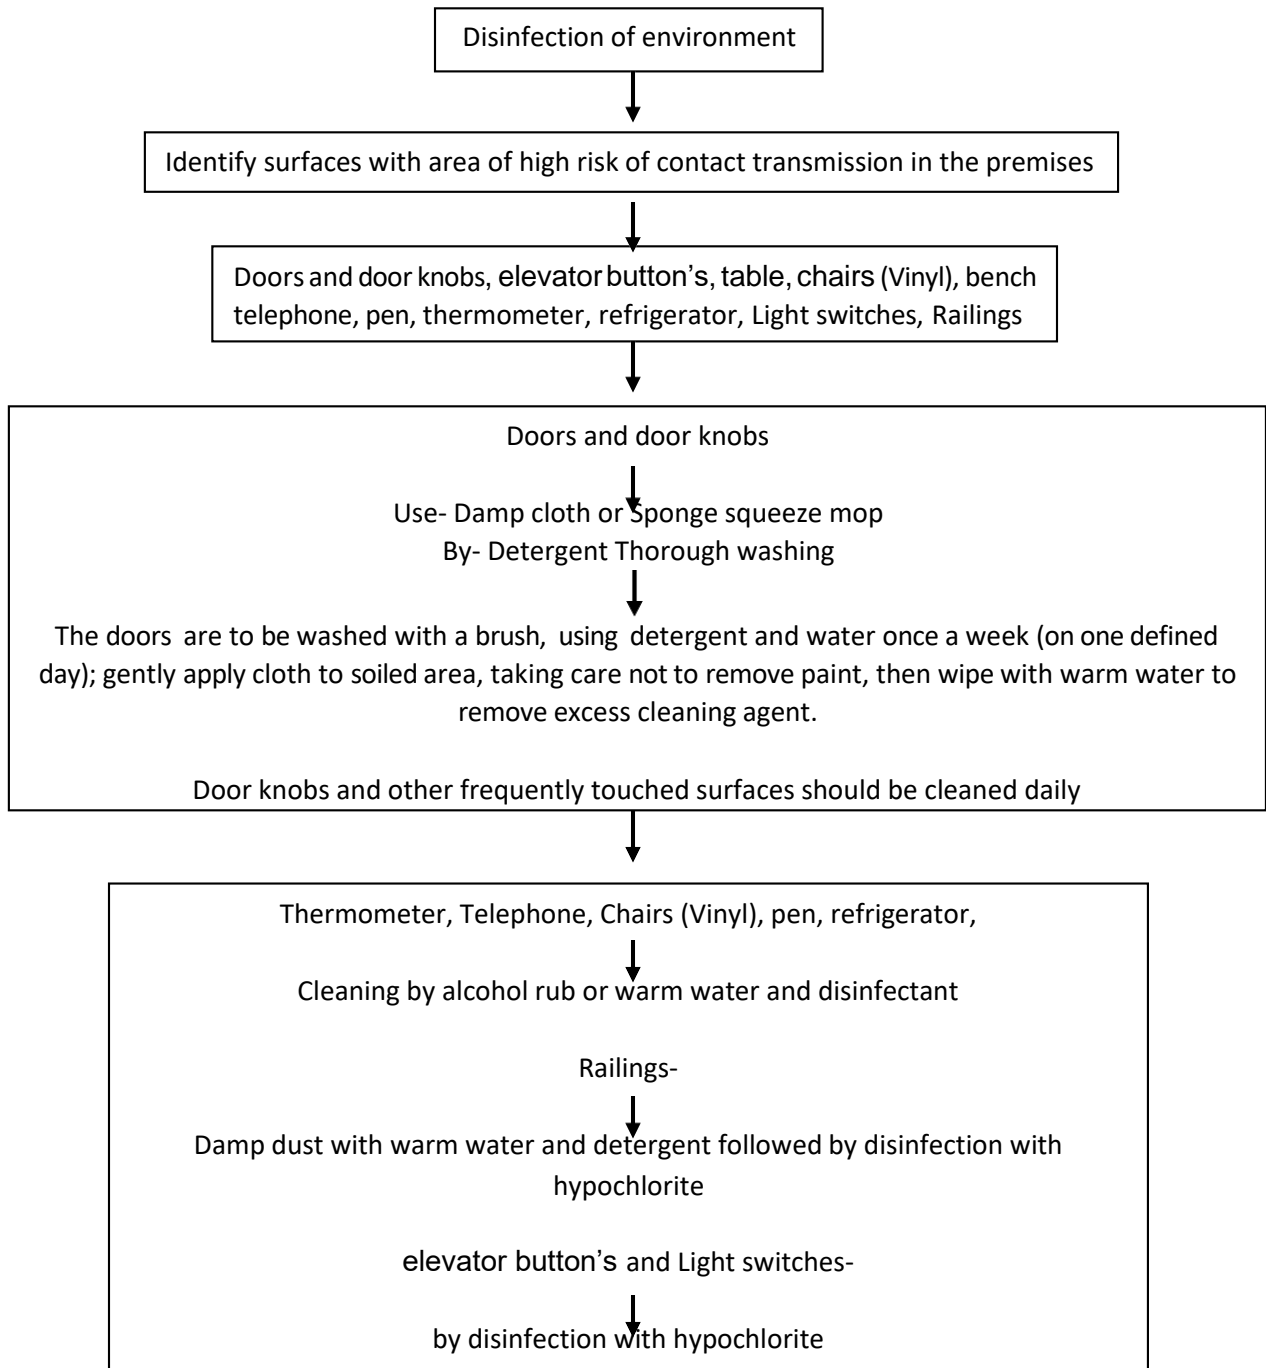 Disinfection of environment
Identify surfaces with area of high risk of contact transmission in the premises
Doors and door knobs, elevator button’s, table, chairs (Vinyl), bench
telephone, pen, thermometer, refrigerator, Light switches, Railings
Doors and door knobs
Use- Damp cloth or Sponge squeeze mop
By- Detergent Thorough washing
The doors are to be washed with a brush, using detergent and water once a week (on one defined
day); gently apply cloth to soiled area, taking care not to remove paint, then wipe with warm water to
remove excess cleaning agent.
Door knobs and other frequently touched surfaces should be cleaned daily
Thermometer, Telephone, Chairs (Vinyl), pen, refrigerator,
Cleaning by alcohol rub or warm water and disinfectant
Railings-
Damp dust with warm water and detergent followed by disinfection with
hypochlorite
elevator button’s and Light switches-
by disinfection with hypochlorite